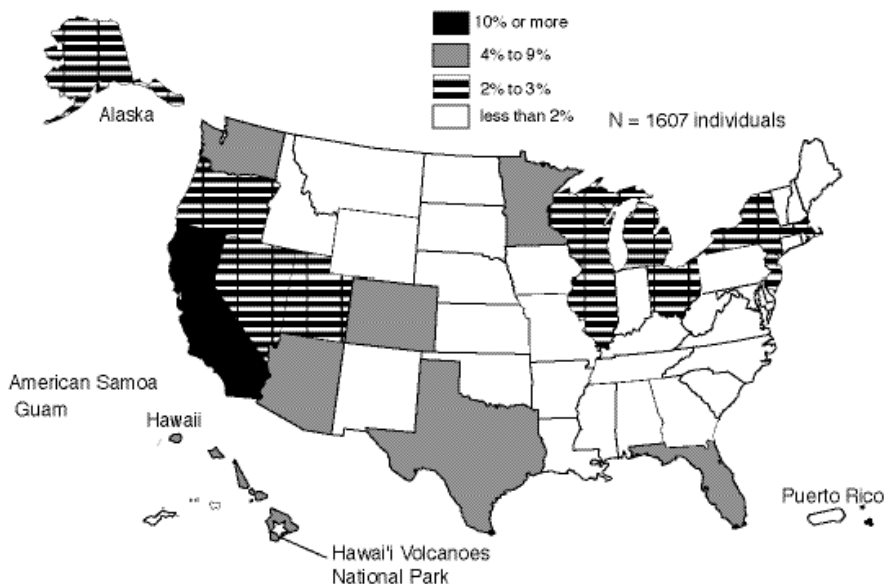 10% or more
4% to 9%
2% to 3%
less than 2%
N = 1607 individuals
Alaska
American Samoa
Guam
Hawaii
Puerto Rico
Hawai'i Volcanoes
National Park